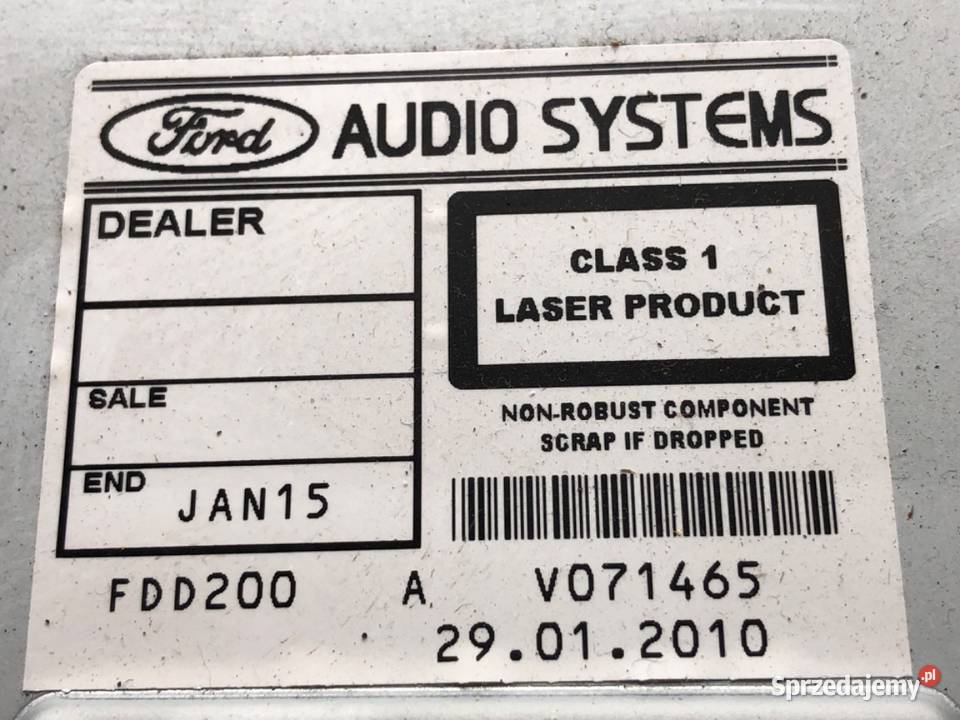 Ford AUDIO SYSTEMS
DEALER
CLASS 1
LASER PRODUCT
SALE
NON-ROBUST COMPONENT
SCRAP IF DROPPED
END JAN15
FDD200 A V071465
29.01.2010
Sprzedajemy.pl